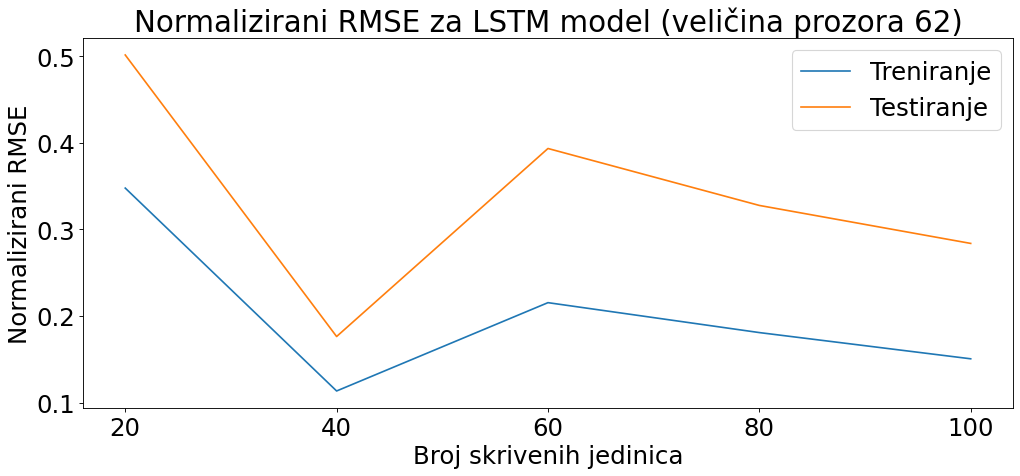 Normalizirani RMSE za LSTM model (veličina prozora 62)
Treniranje
Testiranje
Normalizirani RMSE
0.5
0.4
0.3
0.2
0.1
20 40 60 80 100
Broj skrivenih jedinica